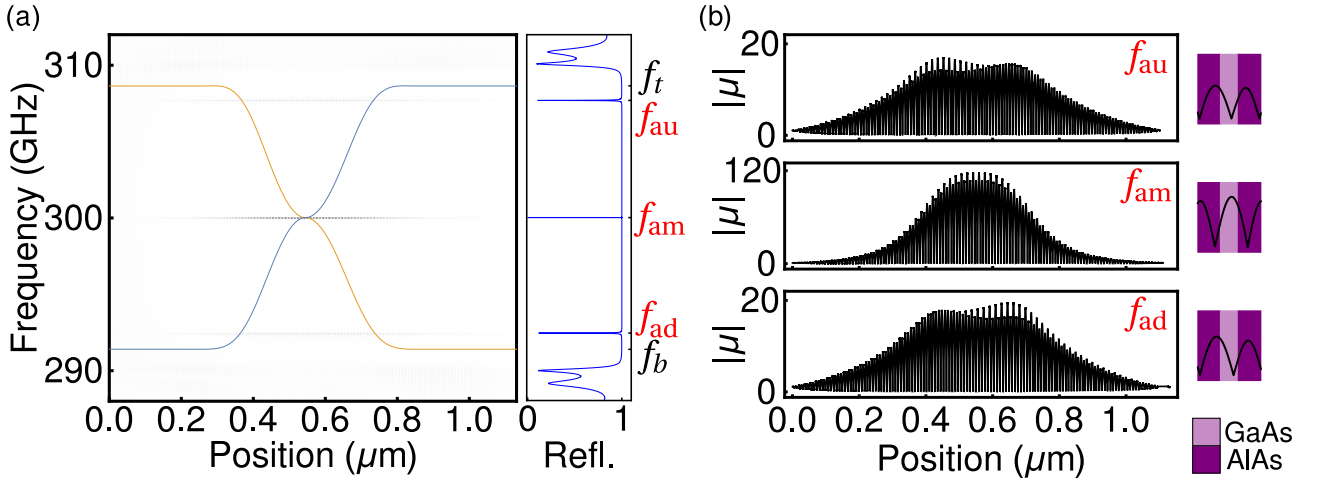 (a)
Frequency (GHz)
310
300
290
0.0 0.2 0.4 0.6 0.8 1.0
Position (μm)
f_t
f_au
f_am
f_ad
f_b
0 1
Refl.
(b)
|μ|
20
0
f_au
|μ|
120
0
f_am
|μ|
20
0
f_ad
0.0 0.2 0.4 0.6 0.8 1.0
Position (μm)
GaAs
AlAs